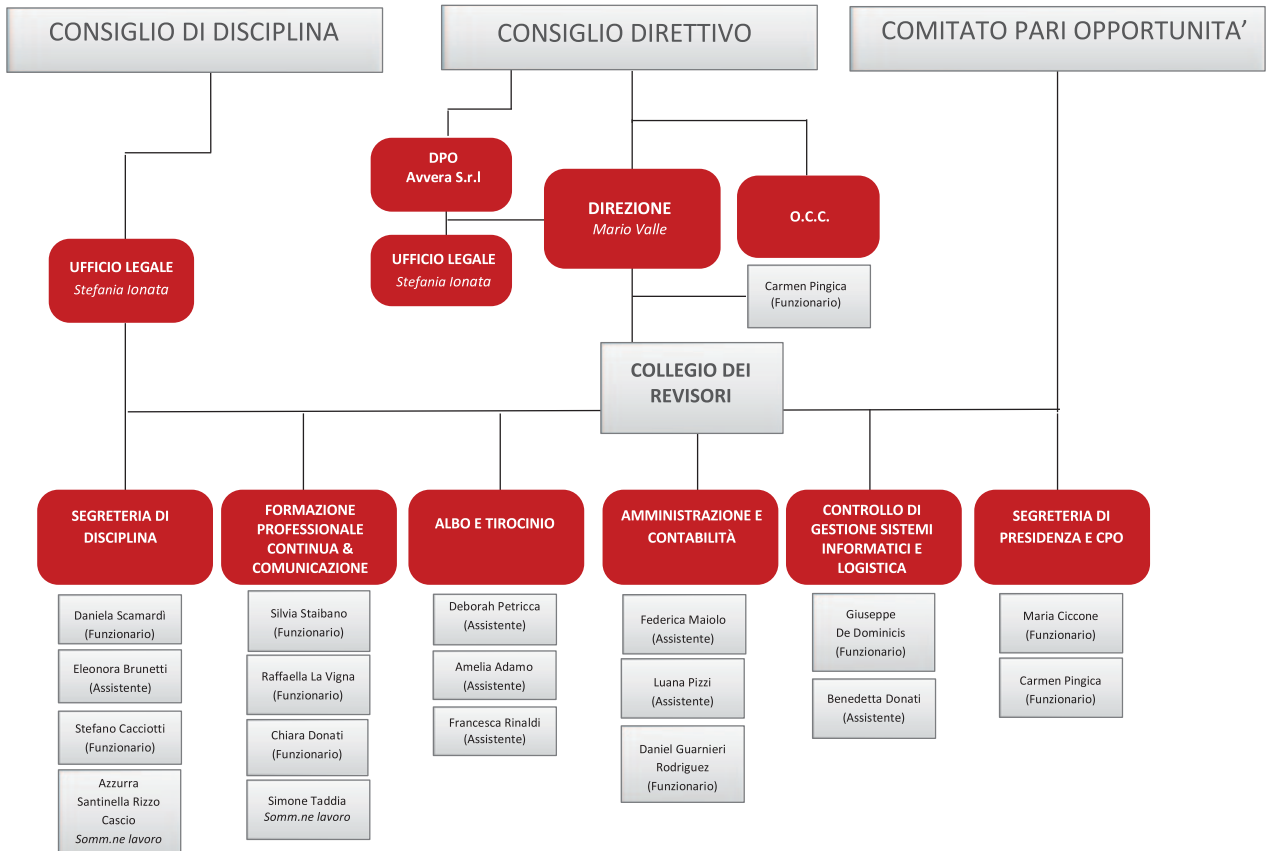 CONSIGLIO DI DISCIPLINA
CONSIGLIO DIRETTIVO
COMITATO PARI OPPORTUNITA’
DPO
Avvera S.r.l
DIREZIONE
Mario Valle
O.C.C.
UFFICIO LEGALE
Stefania Ionata
UFFICIO LEGALE
Stefania Ionata
Carmen Pingica
(Funzionario)
COLLEGIO DEI
REVISORI
SEGRETERIA DI
DISCIPLINA
FORMAZIONE
PROFESSIONALE
CONTINUA &
COMUNICAZIONE
ALBO E TIROCINIO
AMMINISTRAZIONE E
CONTABILITÀ
CONTROLLO DI
GESTIONE SISTEMI
INFORMATICI E
LOGISTICA
SEGRETERIA DI
PRESIDENZA E CPO
Daniela Scamardì
(Funzionario)
Eleonora Brunetti
(Assistente)
Stefano Cacciotti
(Funzionario)
Azzurra
Santinella Rizzo
Cascio
Somm.ne lavoro
Silvia Staibano
(Funzionario)
Raffaella La Vigna
(Funzionario)
Chiara Donati
(Funzionario)
Simone Taddia
Somm.ne lavoro
Deborah Petricca
(Assistente)
Amelia Adamo
(Assistente)
Francesca Rinaldi
(Assistente)
Federica Maiolo
(Assistente)
Luana Pizzi
(Assistente)
Daniel Guarnieri
Rodriguez
(Funzionario)
Giuseppe
De Dominicis
(Funzionario)
Benedetta Donati
(Assistente)
Maria Ciccone
(Funzionario)
Carmen Pingica
(Funzionario)